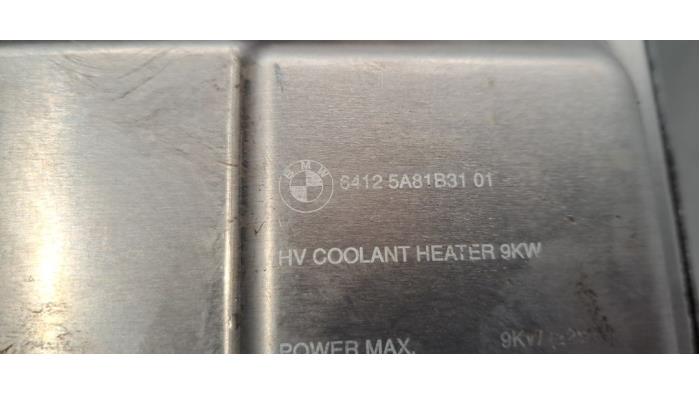 BMW
6412 5A81B31 01
HV COOLANT HEATER 9KW
POWER MAX.